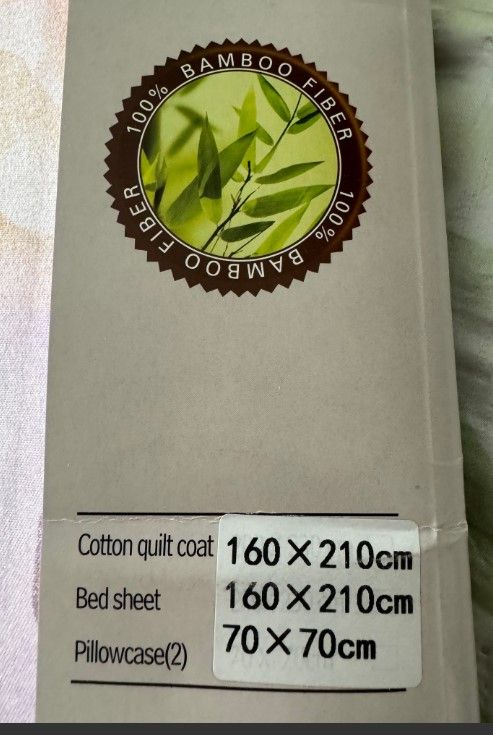 100% BAMBOO FIBER
100% BAMBOO FIBER
Cotton quilt coat 160×210cm
Bed sheet 160×210cm
Pillowcase(2) 70×70cm